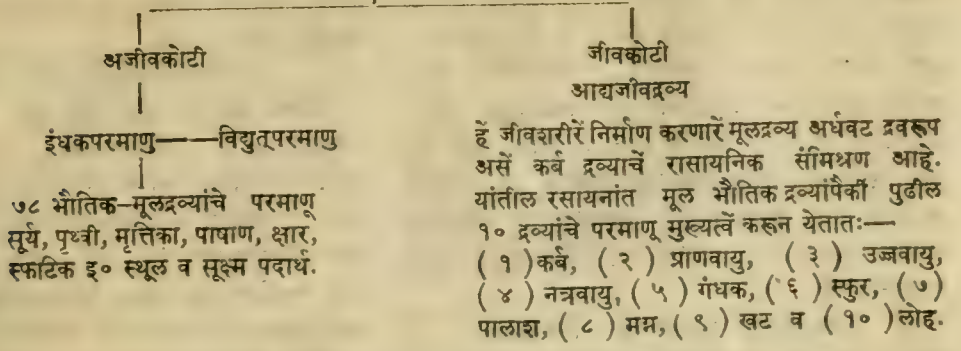 अजीवकोटी
इंधकपरमाणु——विद्युत्परमाणु
७८ भौतिक-मूलद्रव्यांचे परमाणू
सूर्य, पृथ्वी, मृत्तिका, पाषाण, क्षार,
स्फटिक इ० स्थूल व सूक्ष्म पदार्थ.
जीवकोटी
आद्यजीवद्रव्य
हें जीवशरीरें निर्माण करणारें मूलद्रव्य अर्धवट द्रवरूप
असें कर्ब द्रव्याचें रासायनिक संमिश्रण आहे.
यांतील रसायनांत मूल भौतिक द्रव्यांपैकीं पुढील
१० द्रव्यांचे परमाणू मुख्यत्वें करून येतातः—
( १ )कर्ब, ( २ ) प्राणवायु, ( ३ ) उज्जवायु,
( ४ ) नत्रवायु, ( ५ ) गंधक, ( ६ ) स्फुर, ( ७ )
पालाश, ( ८ ) मग्न, ( ९ ) खट व ( १० )लोह.